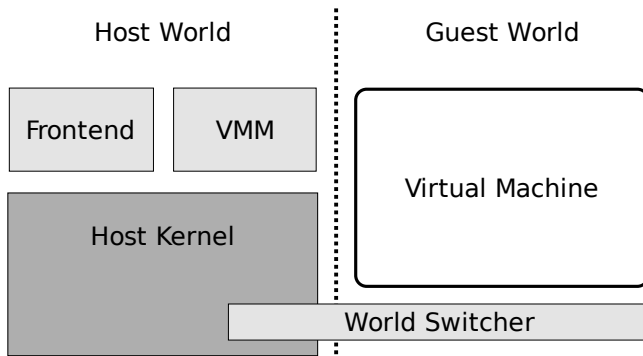 Host World
Guest World
Frontend
VMM
Virtual Machine
Host Kernel
World Switcher